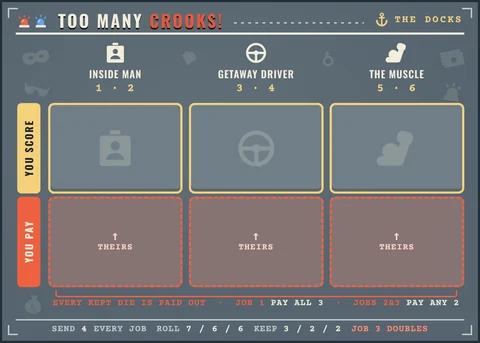 TOO MANY CROOKS! THE DOCKS
INSIDE MAN GETAWAY DRIVER THE MUSCLE
1 · 2 3 · 4 5 · 6
YOU SCORE
YOU PAY
↑ ↑ ↑
THEIRS THEIRS THEIRS
EVERY KEPT DIE IS PAID OUT · JOB 1 PAY ALL 3 · JOBS 2&3 PAY ANY 2
SEND 4 EVERY JOB ROLL 7 / 6 / 6 KEEP 3 / 2 / 2 JOB 3 DOUBLES